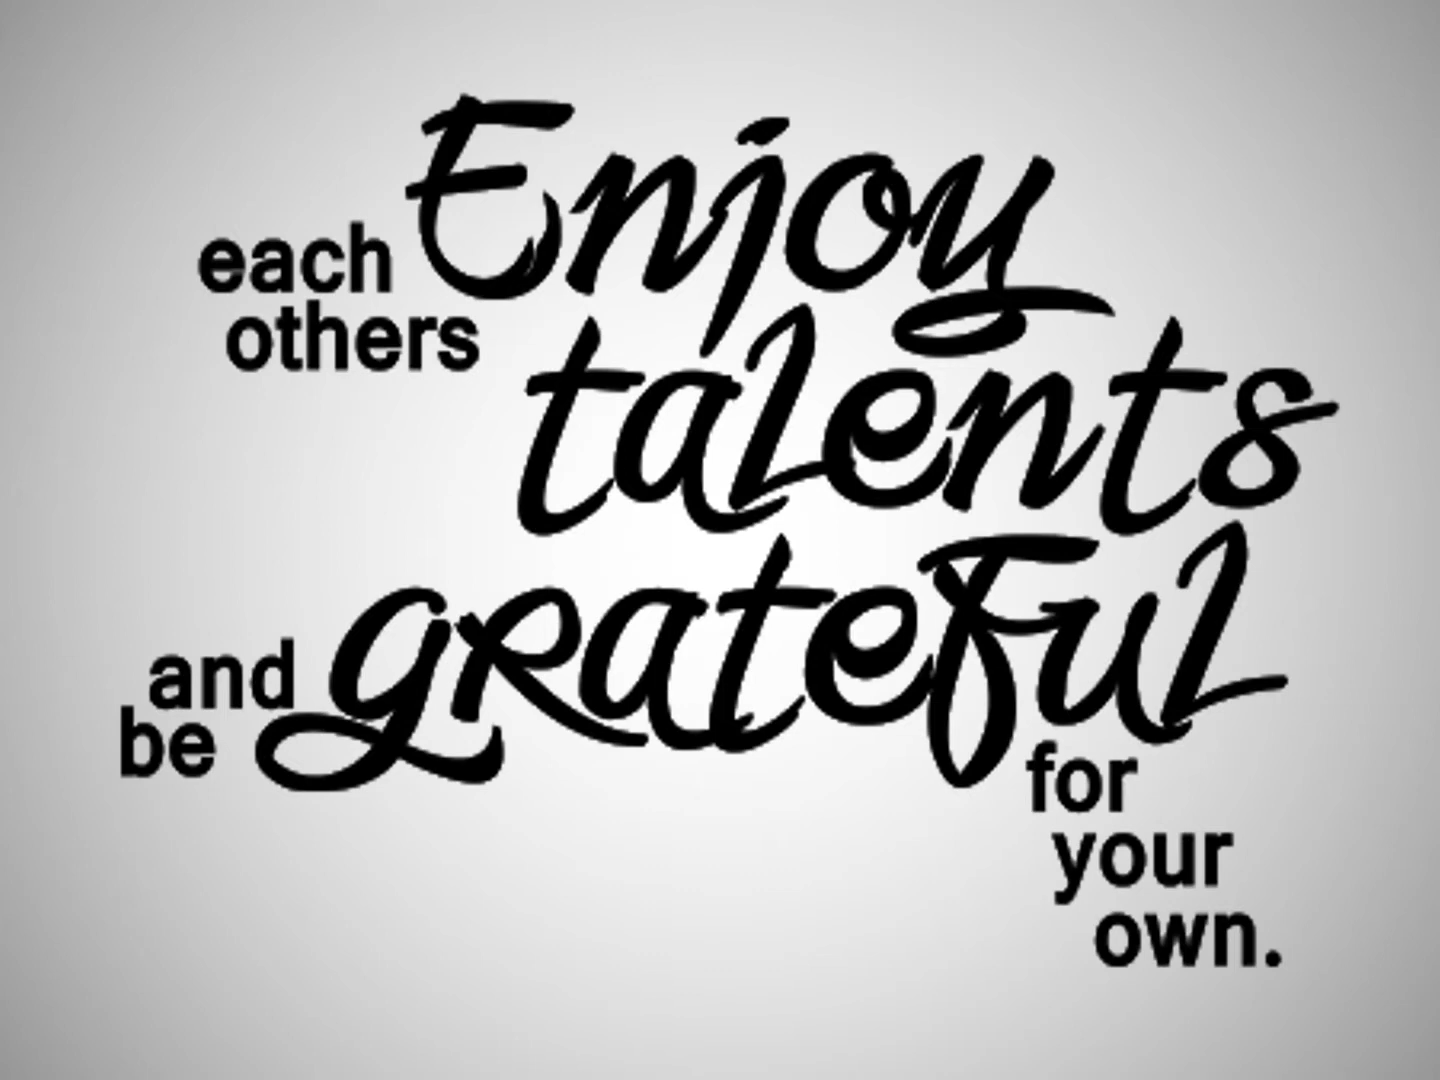 Enjoy
each
others
talents
and
be
grateful
for
your
own.